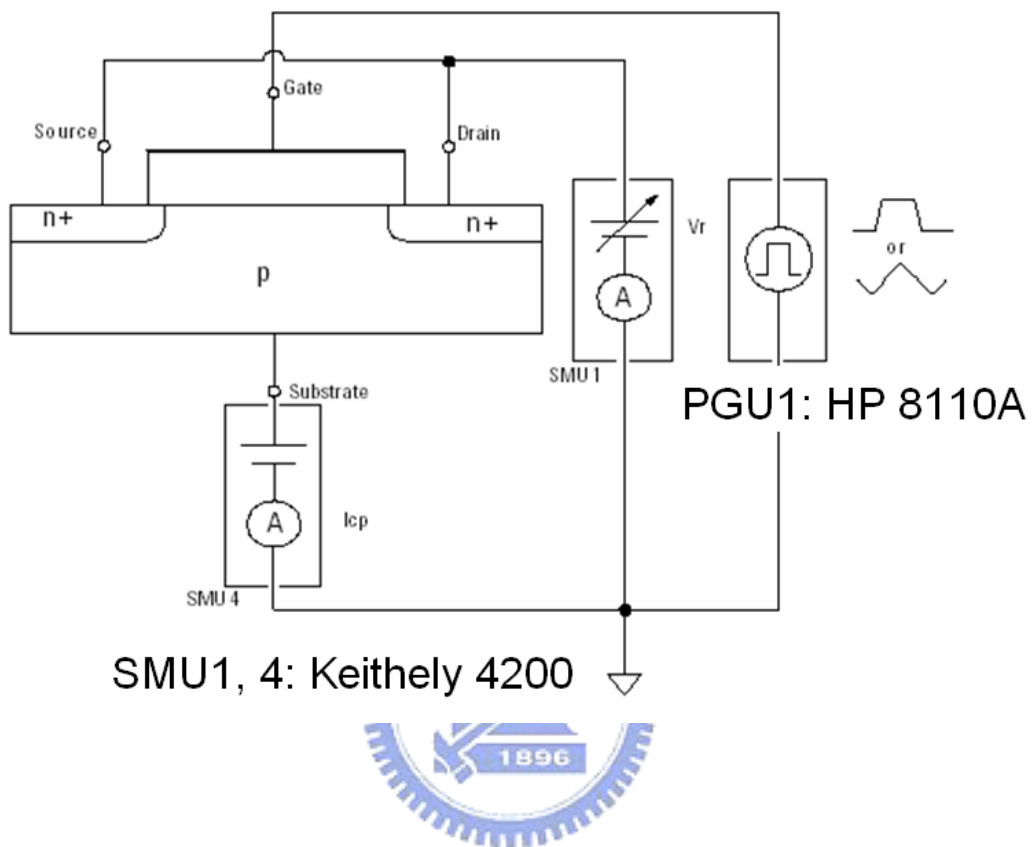 Gate
Source
Drain
n+
n+
p
Vr
A
or
SMU 1
Substrate
PGU1: HP 8110A
A
Icp
SMU 4
SMU1, 4: Keithely 4200
1896